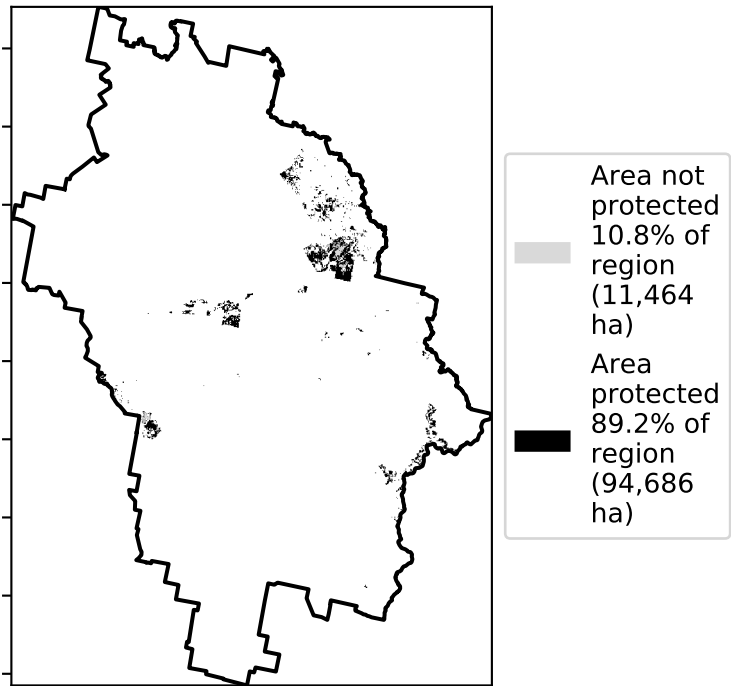 Area not
protected
10.8% of
region
(11,464
ha)
Area
protected
89.2% of
region
(94,686
ha)